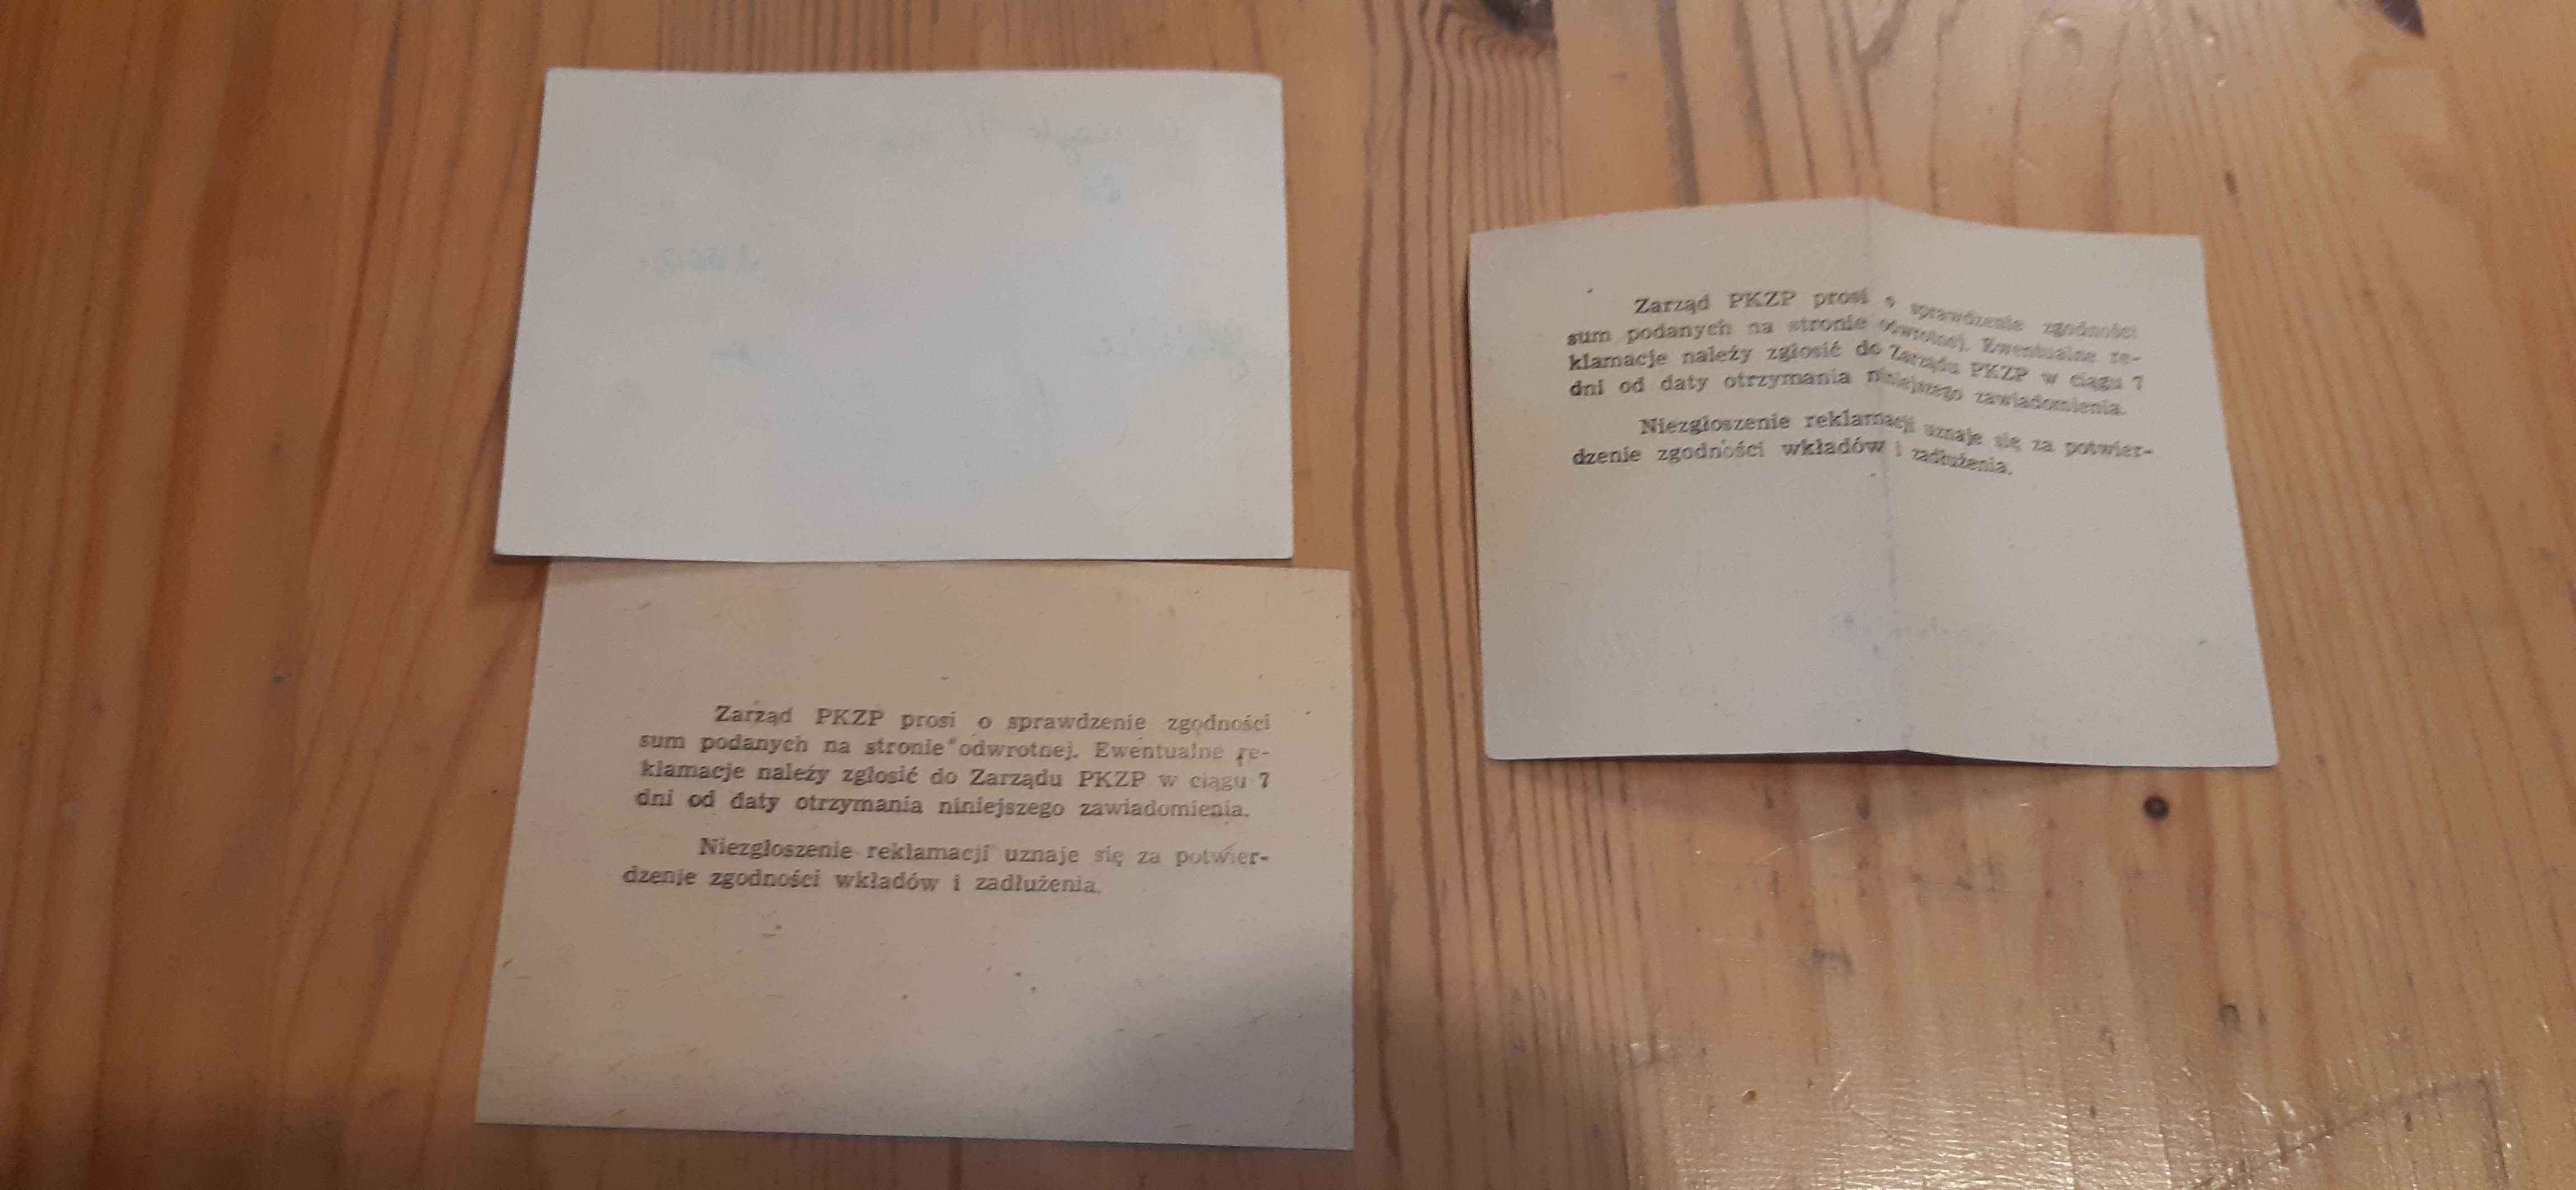 Zarząd PKZP prosi o sprawdzenie zgodności
sum podanych na stronie odwrotnej. Ewentualne re-
klamacje należy zgłosić do Zarządu PKZP w ciągu 7
dni od daty otrzymania niniejszego zawiadomienia.
Niezgłoszenie reklamacji uznaje się za potwier-
dzenie zgodności wkładów i zadłużenia.
Zarząd PKZP prosi o sprawdzenie zgodności
sum podanych na stronie odwrotnej. Ewentualne re-
klamacje należy zgłosić do Zarządu PKZP w ciągu 7
dni od daty otrzymania niniejszego zawiadomienia.
Niezgłoszenie reklamacji uznaje się za potwier-
dzenie zgodności wkładów i zadłużenia.